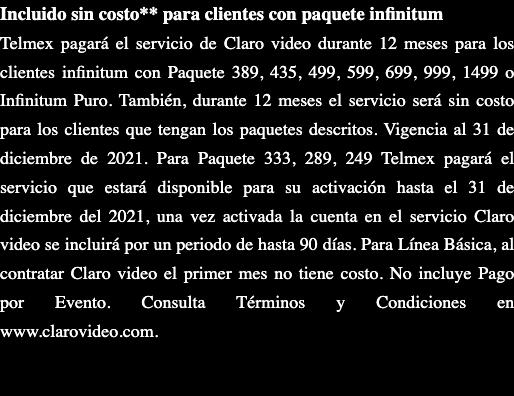 Incluido sin costo** para clientes con paquete infinitum
Telmex pagará el servicio de Claro video durante 12 meses para los
clientes infinitum con Paquete 389, 435, 499, 599, 699, 999, 1499 o
Infinitum Puro. También, durante 12 meses el servicio será sin costo
para los clientes que tengan los paquetes descritos. Vigencia al 31 de
diciembre de 2021. Para Paquete 333, 289, 249 Telmex pagará el
servicio que estará disponible para su activación hasta el 31 de
diciembre del 2021, una vez activada la cuenta en el servicio Claro
video se incluirá por un periodo de hasta 90 días. Para Línea Básica, al
contratar Claro video el primer mes no tiene costo. No incluye Pago
por Evento. Consulta Términos y Condiciones en
www.clarovideo.com.